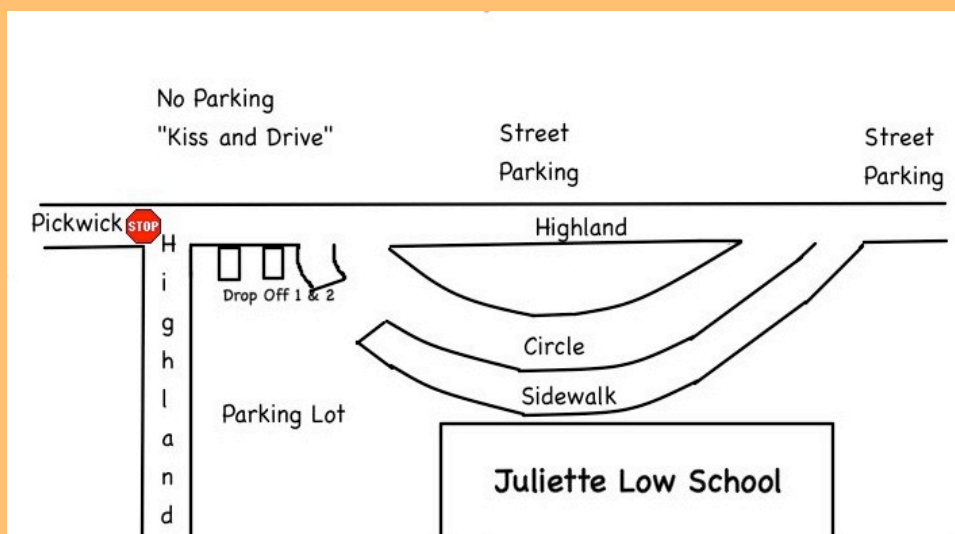 No Parking
"Kiss and Drive"
Street
Parking
Street
Parking
Pickwick
STOP
Highland
Highland
Drop Off 1 & 2
Circle
Sidewalk
Parking Lot
Juliette Low School